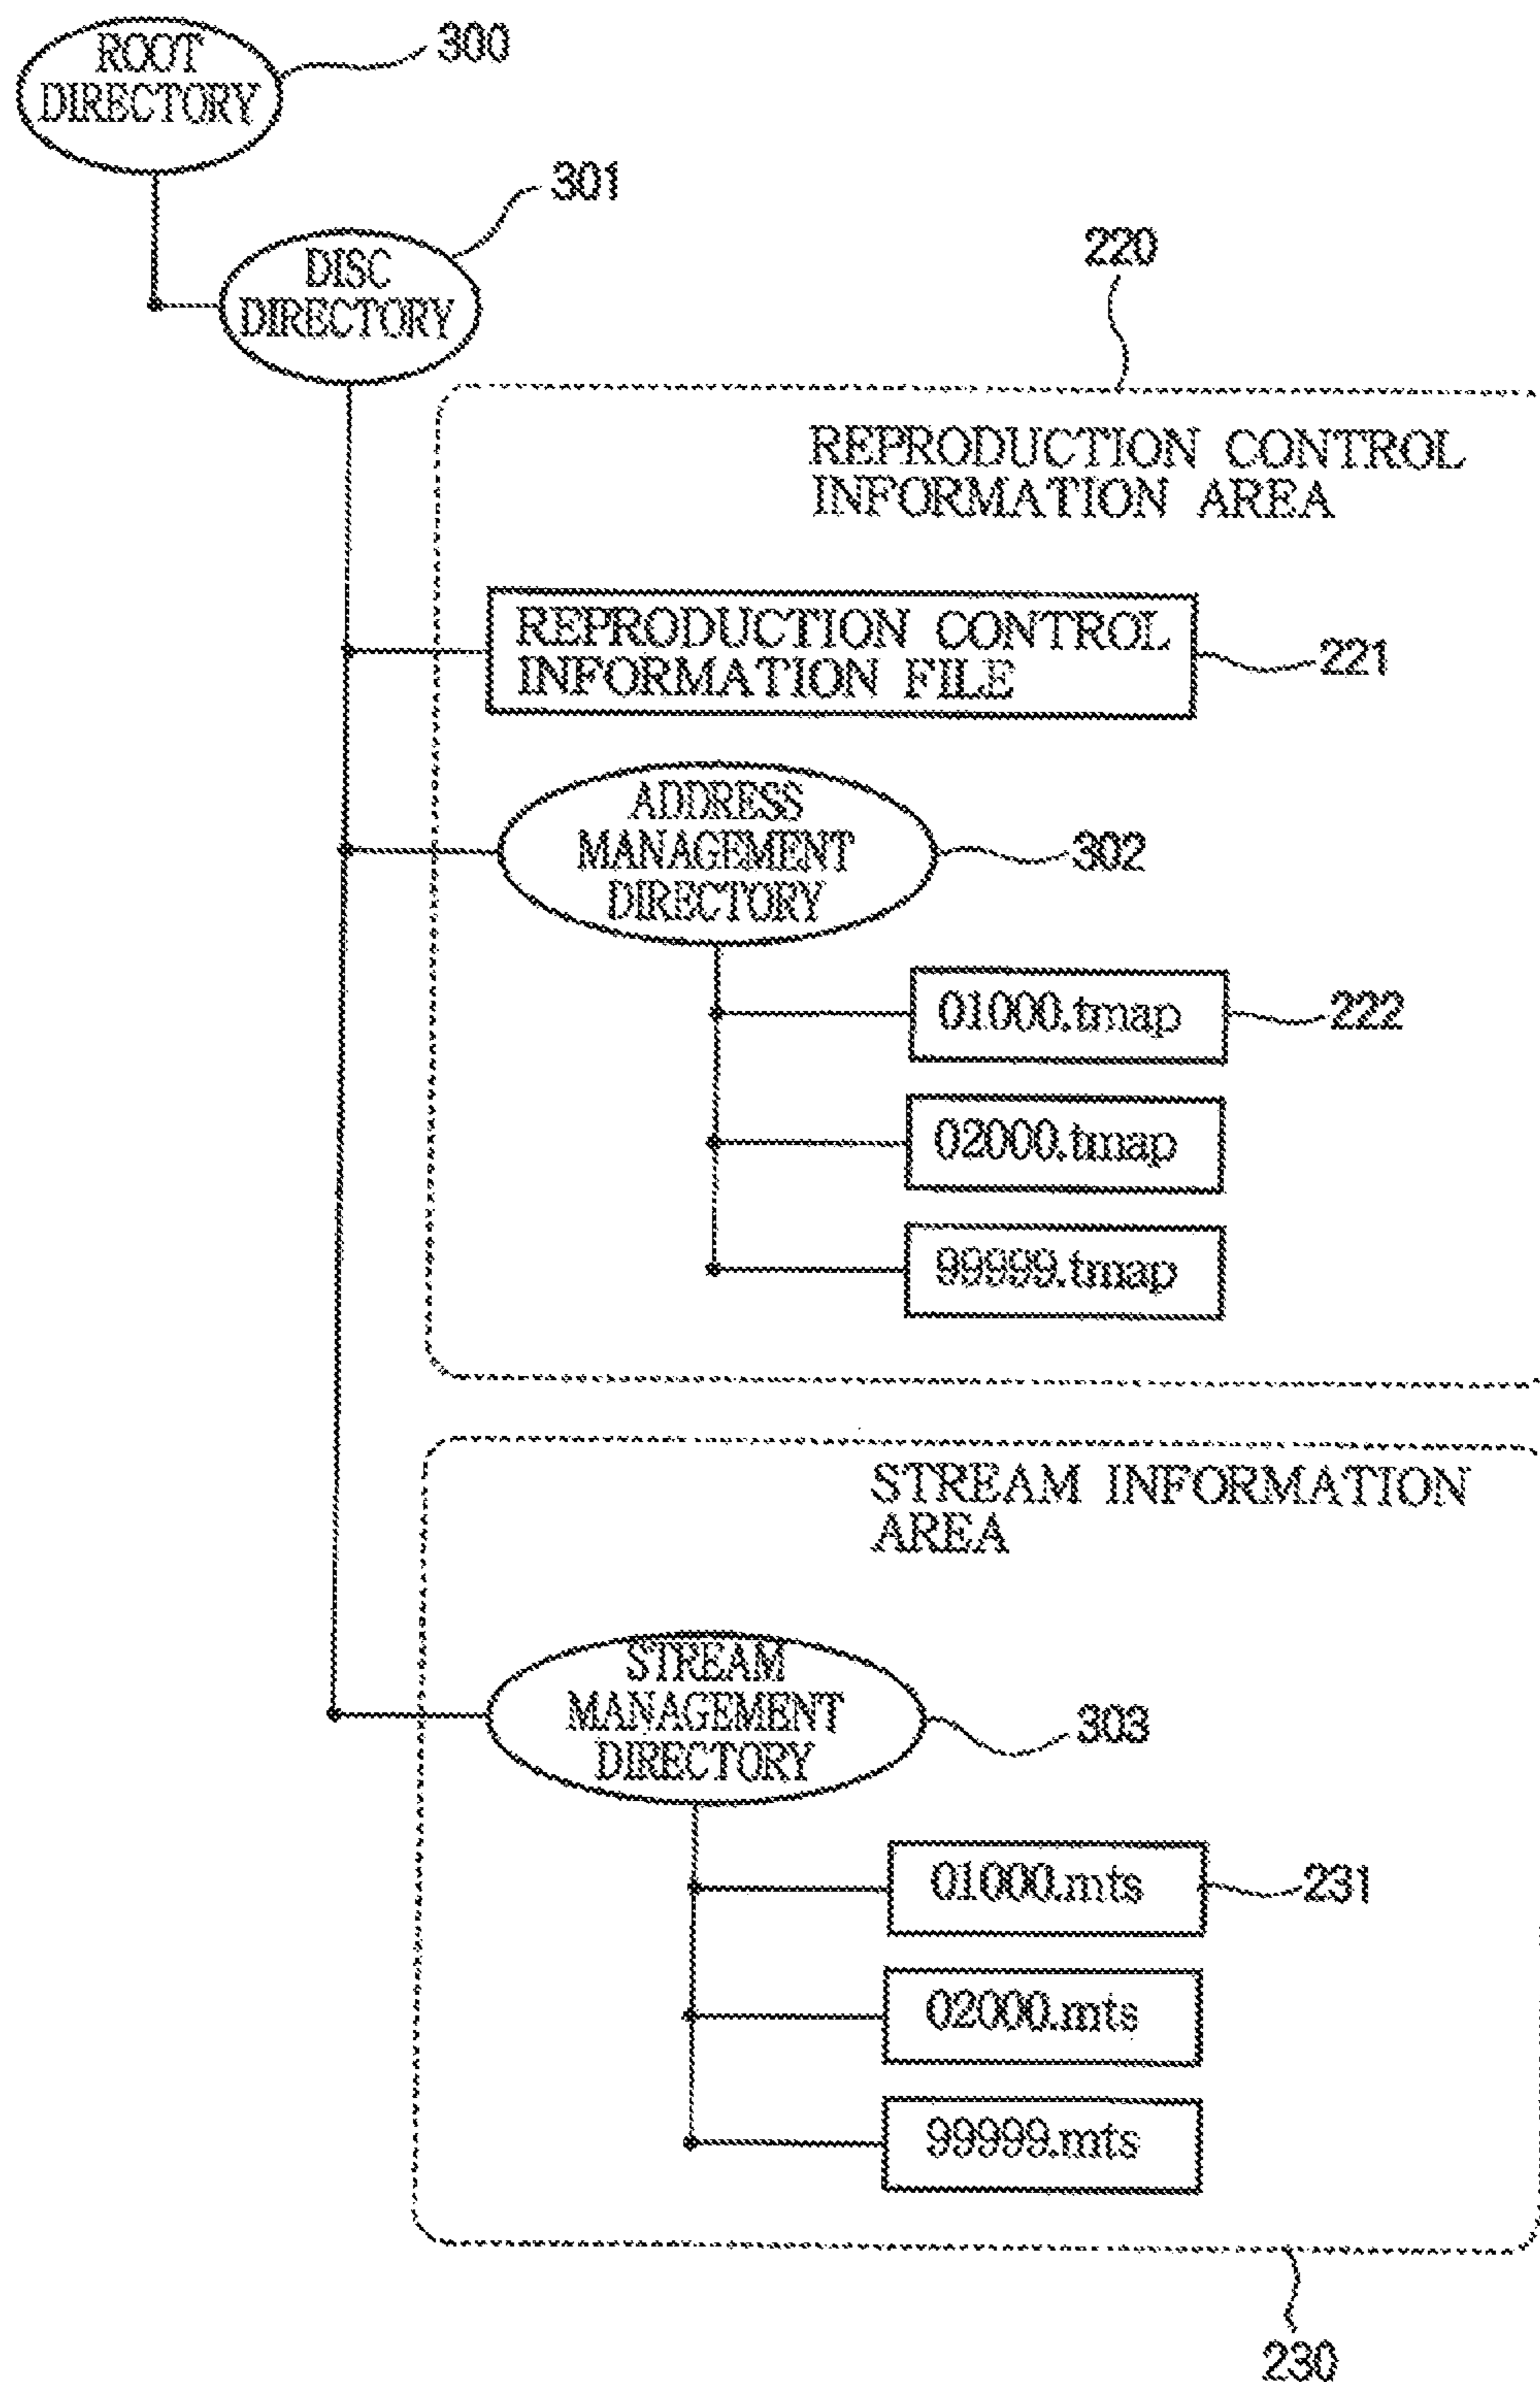 ROOT
DIRECTORY
300
DISC
DIRECTORY
301
220
REPRODUCTION CONTROL
INFORMATION AREA
REPRODUCTION CONTROL
INFORMATION FILE
221
ADDRESS
MANAGEMENT
DIRECTORY
302
01000.tmap
222
02000.tmap
99999.tmap
STREAM INFORMATION
AREA
STREAM
MANAGEMENT
DIRECTORY
303
01000.mts
231
02000.mts
99999.mts
230